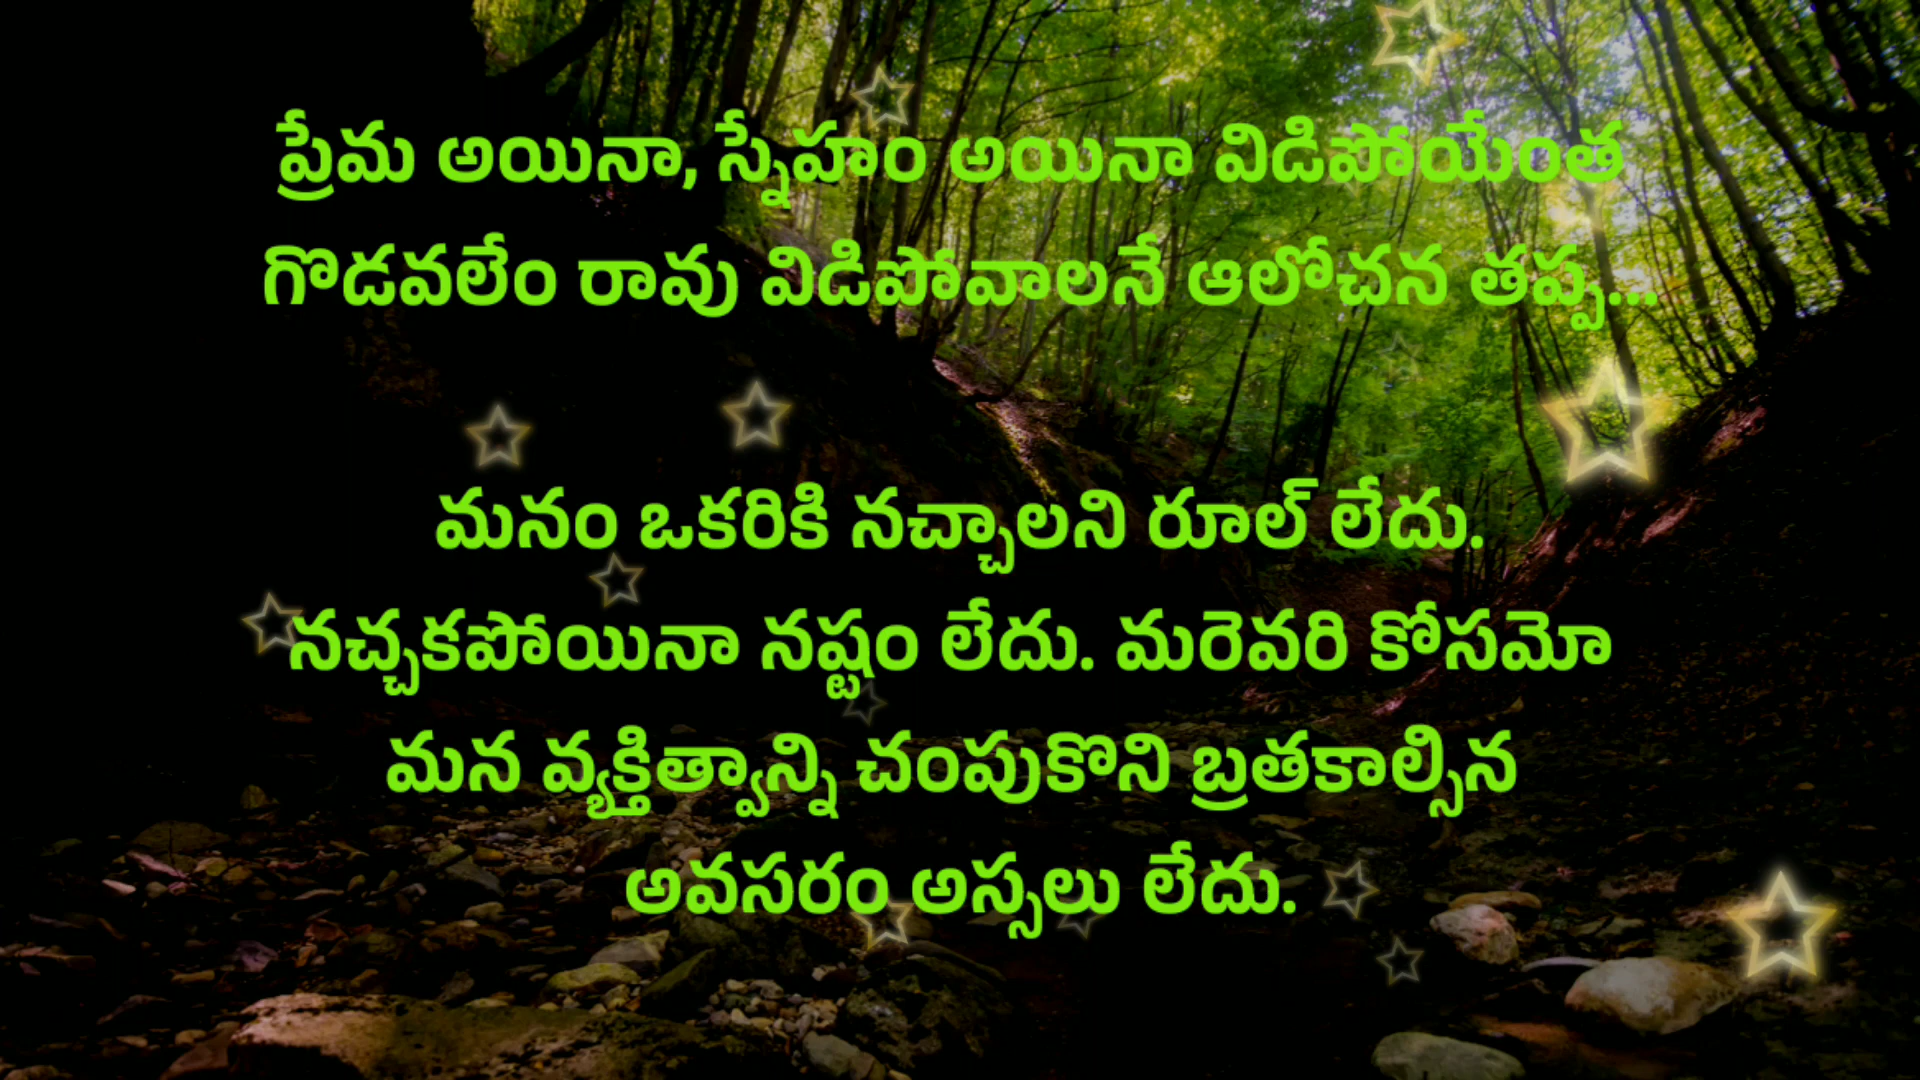 ప్రేమ అయినా, స్నేహం అయినా విడిపోయేంత
గొడవలేం రావు విడిపోవాలనే ఆలోచన తప్ప...
మనం ఒకరికి నచ్చాలని రూల్ లేదు.
నచ్చకపోయినా నష్టం లేదు. మరెవరి కోసమో
మన వ్యక్తిత్వాన్ని చంపుకొని బ్రతకాల్సిన
అవసరం అస్సలు లేదు.